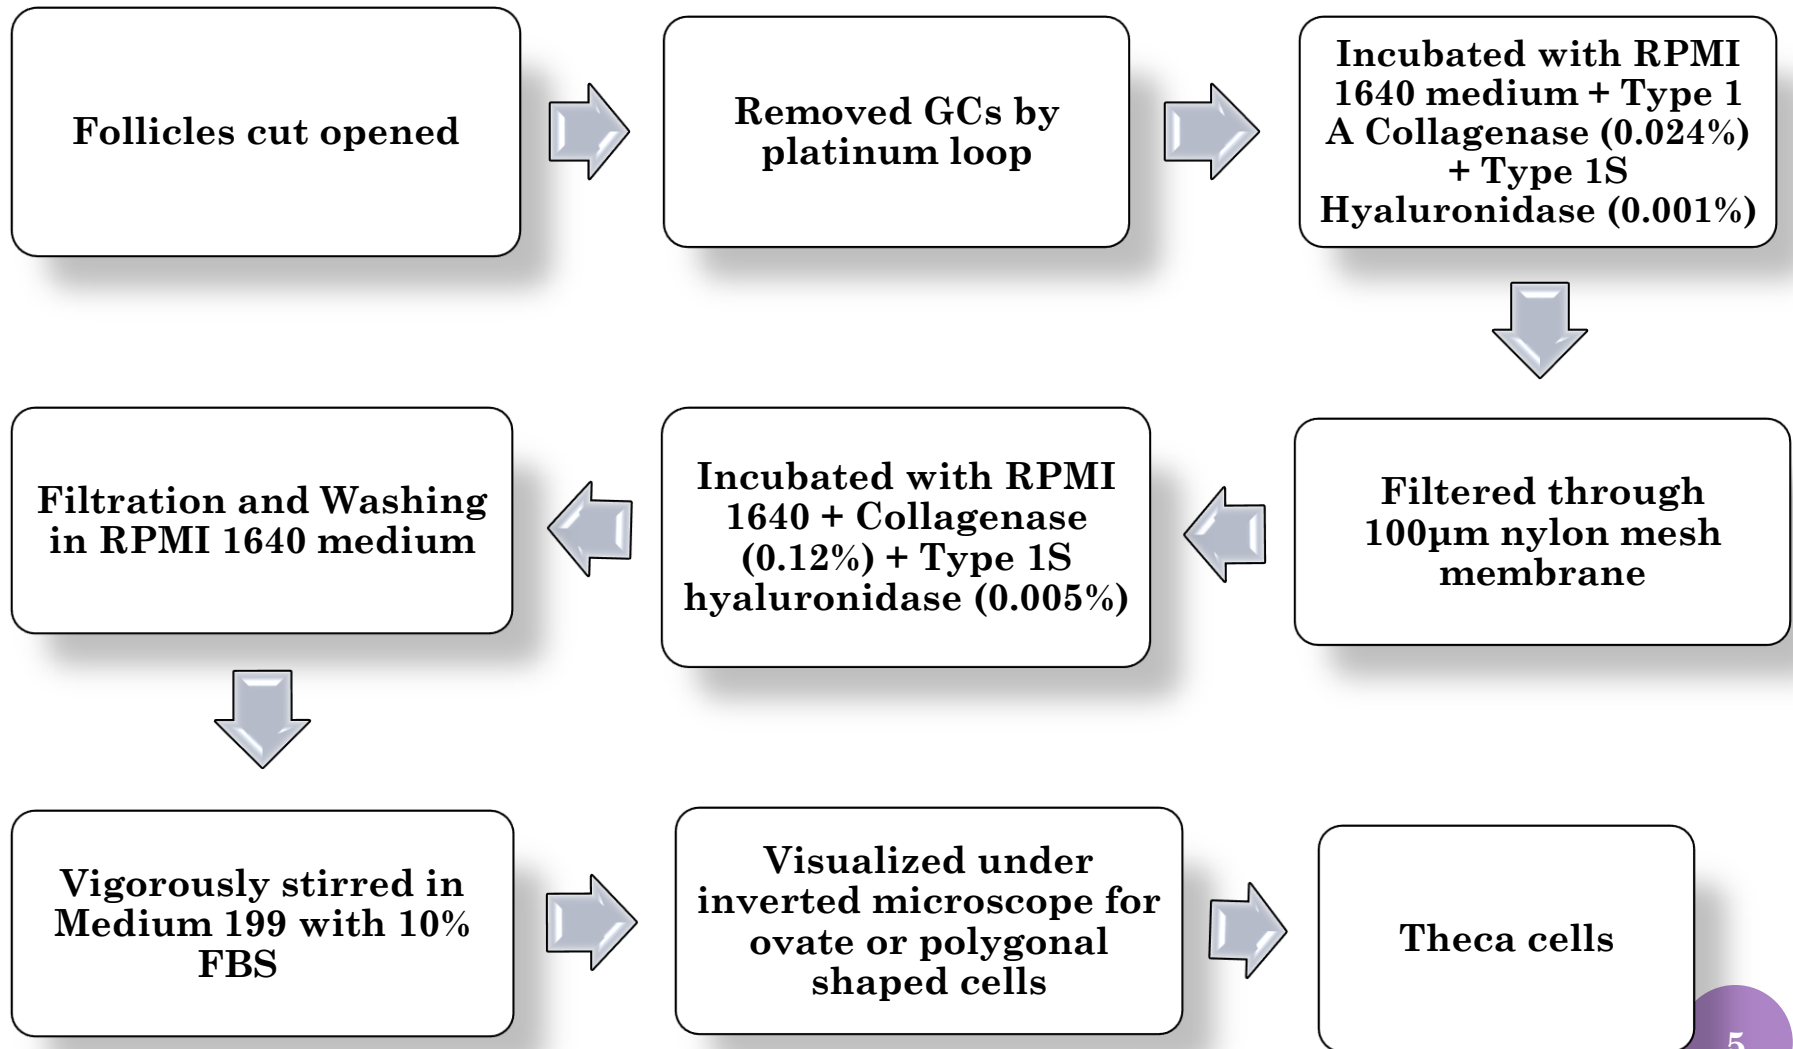 Follicles cut opened
Removed GCs by
platinum loop
Incubated with RPMI
1640 medium + Type 1
A Collagenase (0.024%)
+ Type 1S
Hyaluronidase (0.001%)
Filtered through
100µm nylon mesh
membrane
Incubated with RPMI
1640 + Collagenase
(0.12%) + Type 1S
hyaluronidase (0.005%)
Filtration and Washing
in RPMI 1640 medium
Vigorously stirred in
Medium 199 with 10%
FBS
Visualized under
inverted microscope for
ovate or polygonal
shaped cells
Theca cells
5